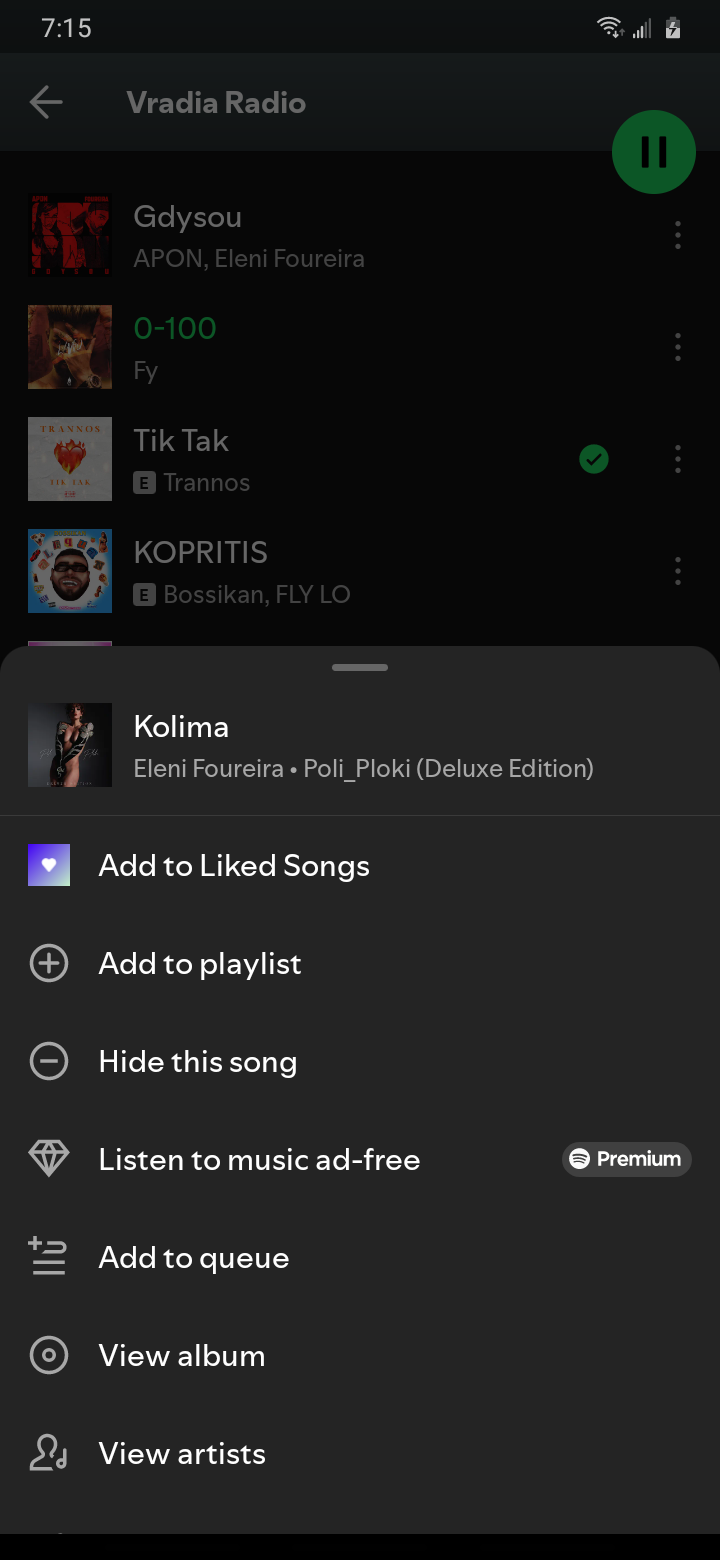 7:15
Vradia Radio
APON
GDYSOU
Gdysou
APON, Eleni Foureira
0-100
Fy
TRANNOS
TIK TAK
Tik Tak
E Trannos
KOPRITIS
E Bossikan, FLY LO
Kolima
Eleni Foureira • Poli_Ploki (Deluxe Edition)
Add to Liked Songs
Add to playlist
Hide this song
Listen to music ad-free
Premium
Add to queue
View album
View artists